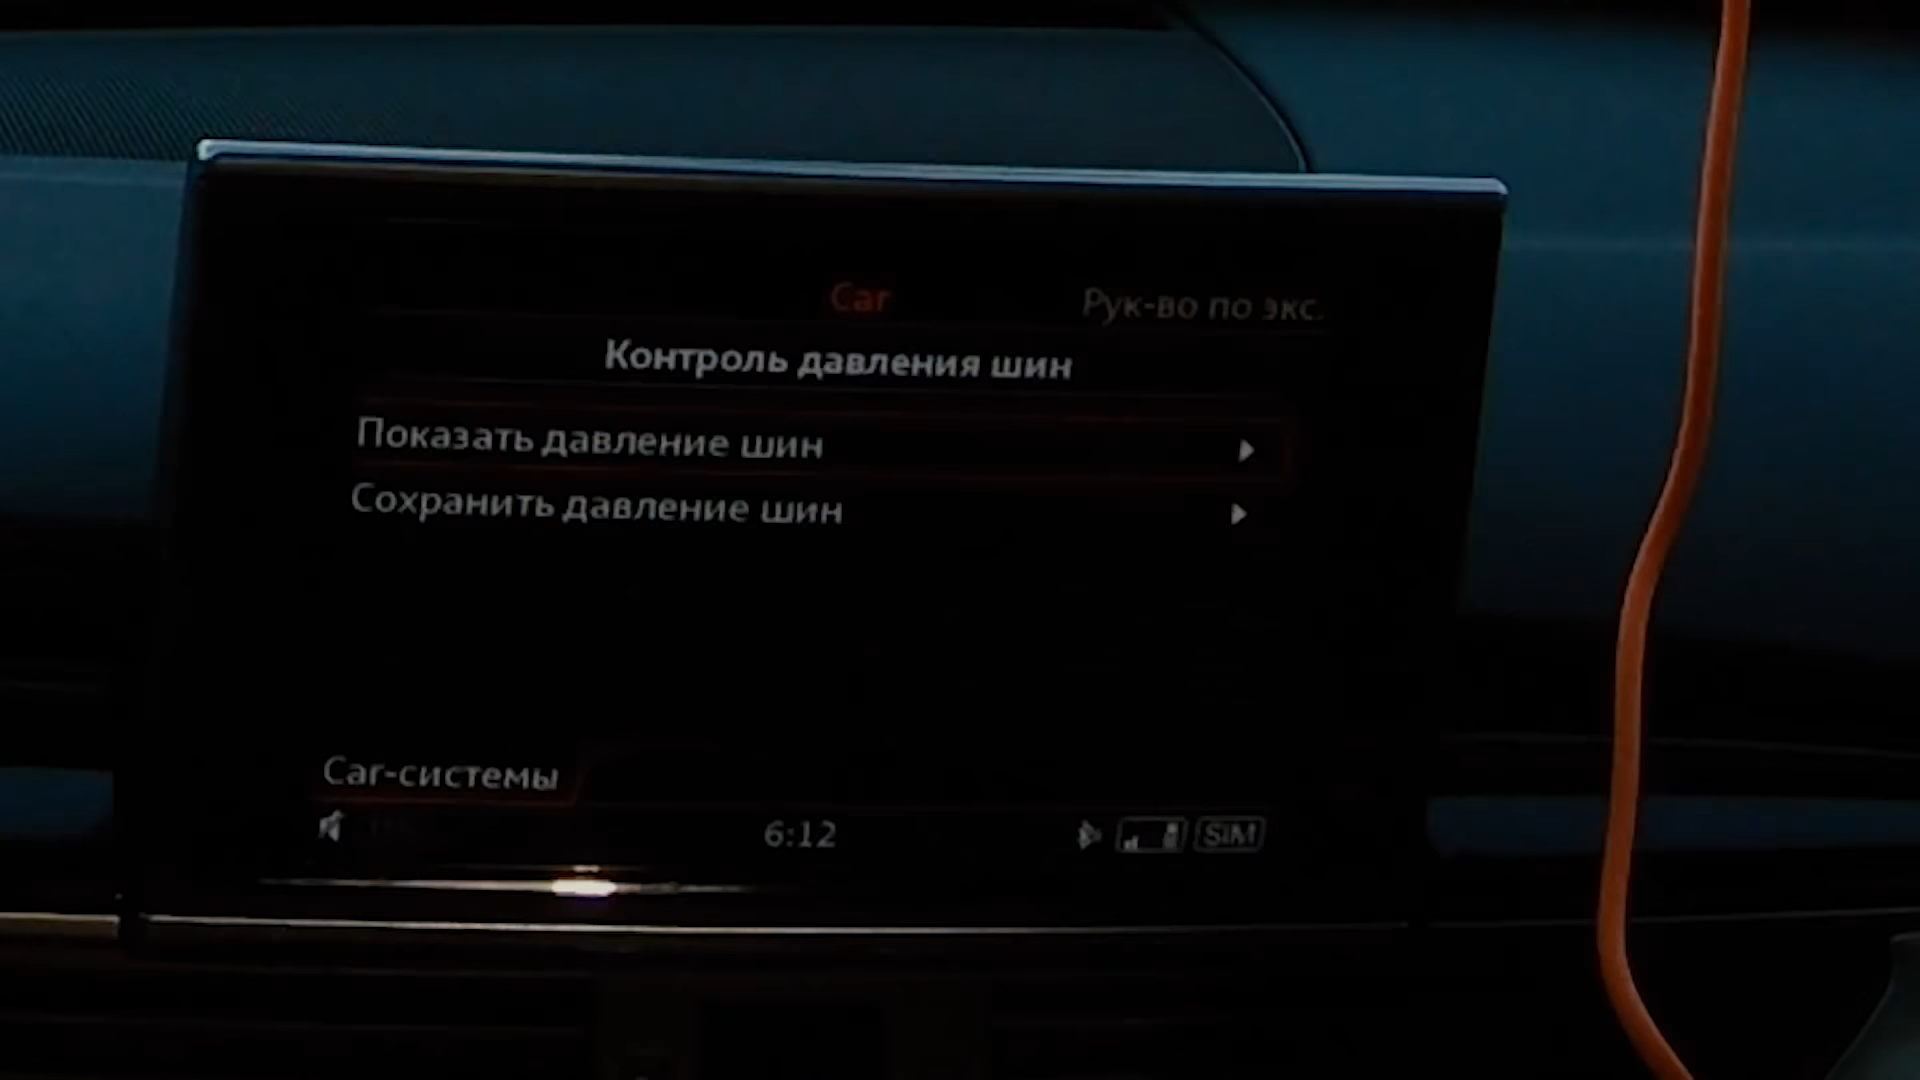 Car Рук-во по экс.
Контроль давления шин
Показать давление шин
Сохранить давление шин
Car-системы
6:12 SIM